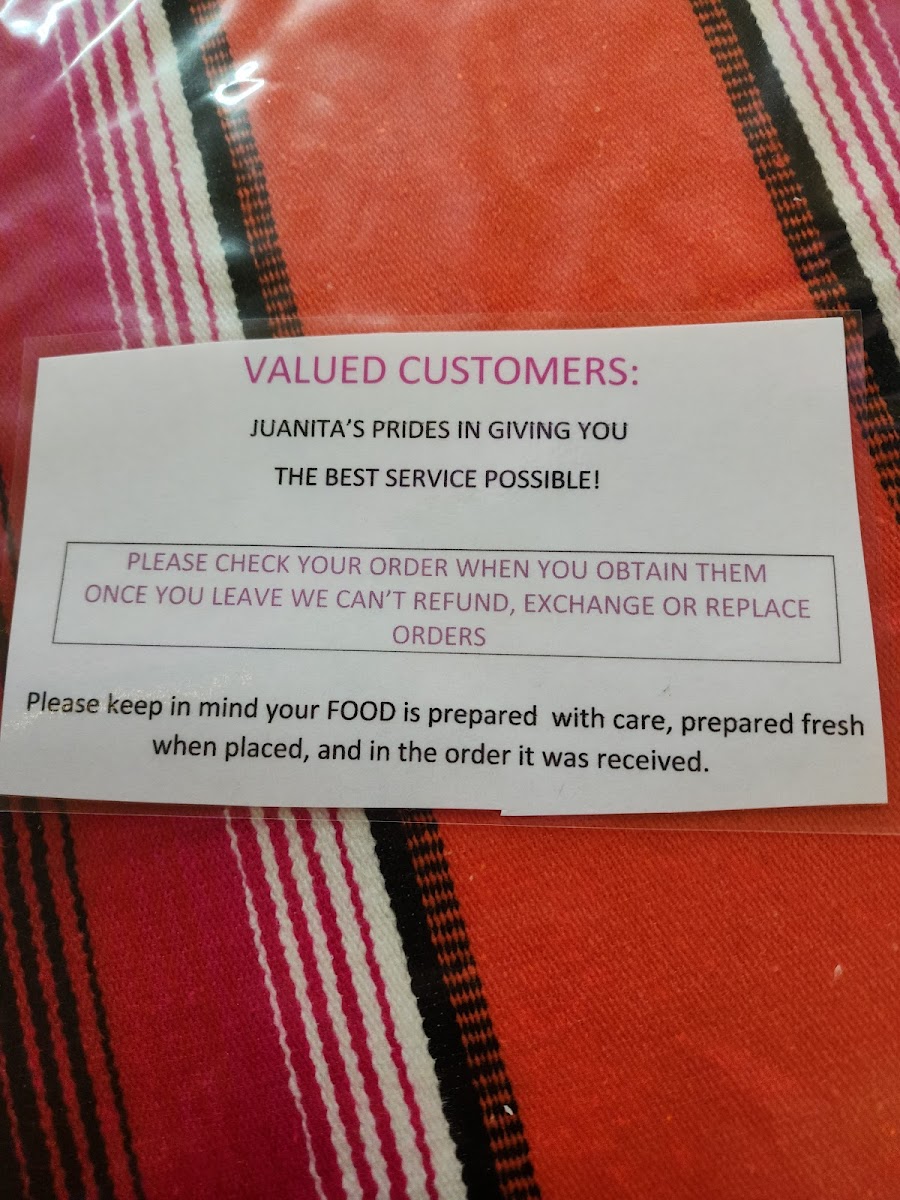 VALUED CUSTOMERS:
JUANITA'S PRIDES IN GIVING YOU
THE BEST SERVICE POSSIBLE!
PLEASE CHECK YOUR ORDER WHEN YOU OBTAIN THEM
ONCE YOU LEAVE WE CAN'T REFUND, EXCHANGE OR REPLACE
ORDERS
Please keep in mind your FOOD is prepared  with care, prepared fresh
when placed, and in the order it was received.